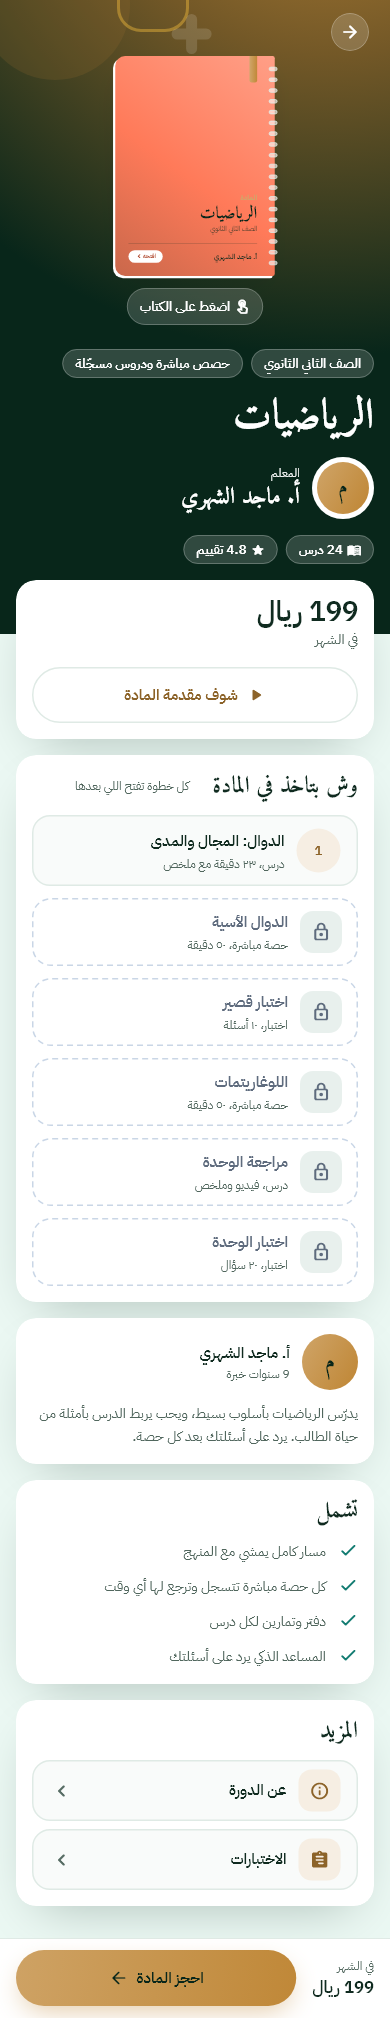 الرياضيات
الصف الثاني الثانوي
أ. ماجد الشهري
افتحه
اضغط على الكتاب
الصف الثاني الثانوي
حصص مباشرة ودروس مسجّلة
الرياضيات
المعلم
م
أ. ماجد الشهري
24 درس
4.8 تقييم
199 ريال
في الشهر
شوف مقدمة المادة
وش بتاخذ في المادة
كل خطوة تفتح اللي بعدها
1
الدوال: المجال والمدى
درس، ٢٣ دقيقة مع ملخص
الدوال الأسية
حصة مباشرة، ٥٠ دقيقة
اختبار قصير
اختبار، ١٠ أسئلة
اللوغاريتمات
حصة مباشرة، ٥٠ دقيقة
مراجعة الوحدة
درس، فيديو وملخص
اختبار الوحدة
اختبار، ٢٠ سؤال
م
أ. ماجد الشهري
9 سنوات خبرة
يدرّس الرياضيات بأسلوب بسيط، ويحب يربط الدرس بأمثلة من
حياة الطالب. يرد على أسئلتك بعد كل حصة.
تشمل
مسار كامل يمشي مع المنهج
كل حصة مباشرة تتسجل وترجع لها أي وقت
دفتر وتمارين لكل درس
المساعد الذكي يرد على أسئلتك
المزيد
عن الدورة
الاختبارات
في الشهر
199 ريال
احجز المادة